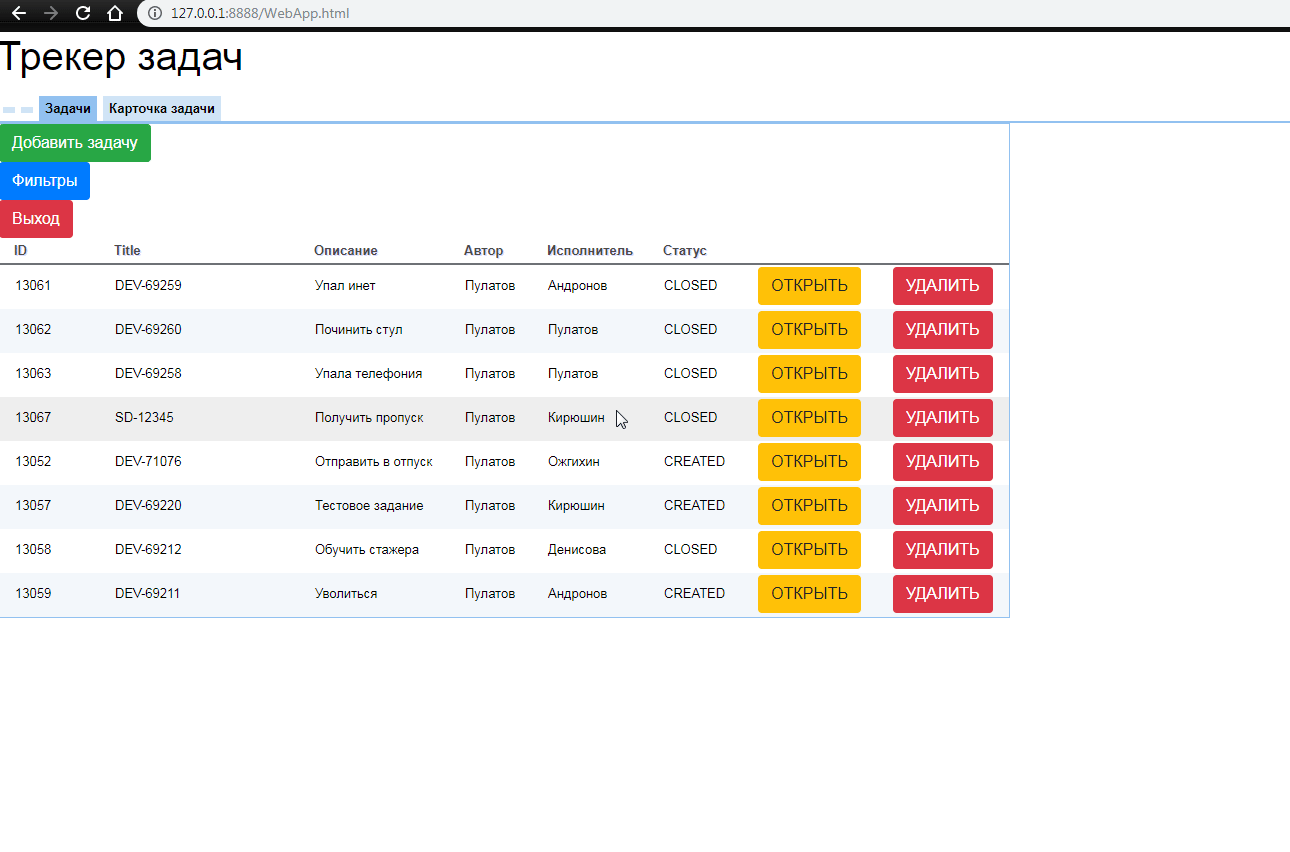 127.0.0.1:8888/WebApp.html
Трекер задач
Задачи Карточка задачи
Добавить задачу
Фильтры
Выход
ID Title Описание Автор Исполнитель Статус
13061 DEV-69259 Упал инет Пулатов Андронов CLOSED ОТКРЫТЬ УДАЛИТЬ
13062 DEV-69260 Починить стул Пулатов Пулатов CLOSED ОТКРЫТЬ УДАЛИТЬ
13063 DEV-69258 Упала телефония Пулатов Пулатов CLOSED ОТКРЫТЬ УДАЛИТЬ
13067 SD-12345 Получить пропуск Пулатов Кирюшин CLOSED ОТКРЫТЬ УДАЛИТЬ
13052 DEV-71076 Отправить в отпуск Пулатов Ожгихин CREATED ОТКРЫТЬ УДАЛИТЬ
13057 DEV-69220 Тестовое задание Пулатов Кирюшин CREATED ОТКРЫТЬ УДАЛИТЬ
13058 DEV-69212 Обучить стажера Пулатов Денисова CLOSED ОТКРЫТЬ УДАЛИТЬ
13059 DEV-69211 Уволиться Пулатов Андронов CREATED ОТКРЫТЬ УДАЛИТЬ